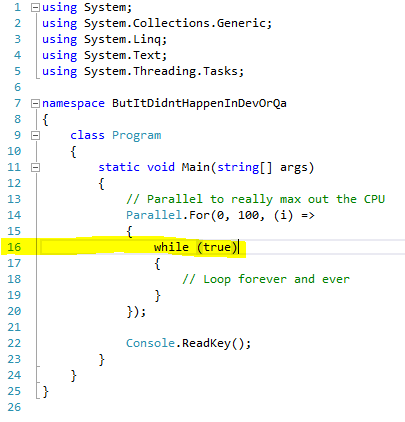 1 using System;
2 using System.Collections.Generic;
3 using System.Linq;
4 using System.Text;
5 using System.Threading.Tasks;
6
7 namespace ButItDidntHappenInDevOrQa
8 {
9     class Program
10     {
11         static void Main(string[] args)
12         {
13             // Parallel to really max out the CPU
14             Parallel.For(0, 100, (i) =>
15             {
16                 while (true)
17                 {
18                     // Loop forever and ever
19                 }
20             });
21
22             Console.ReadKey();
23         }
24     }
25 }
26